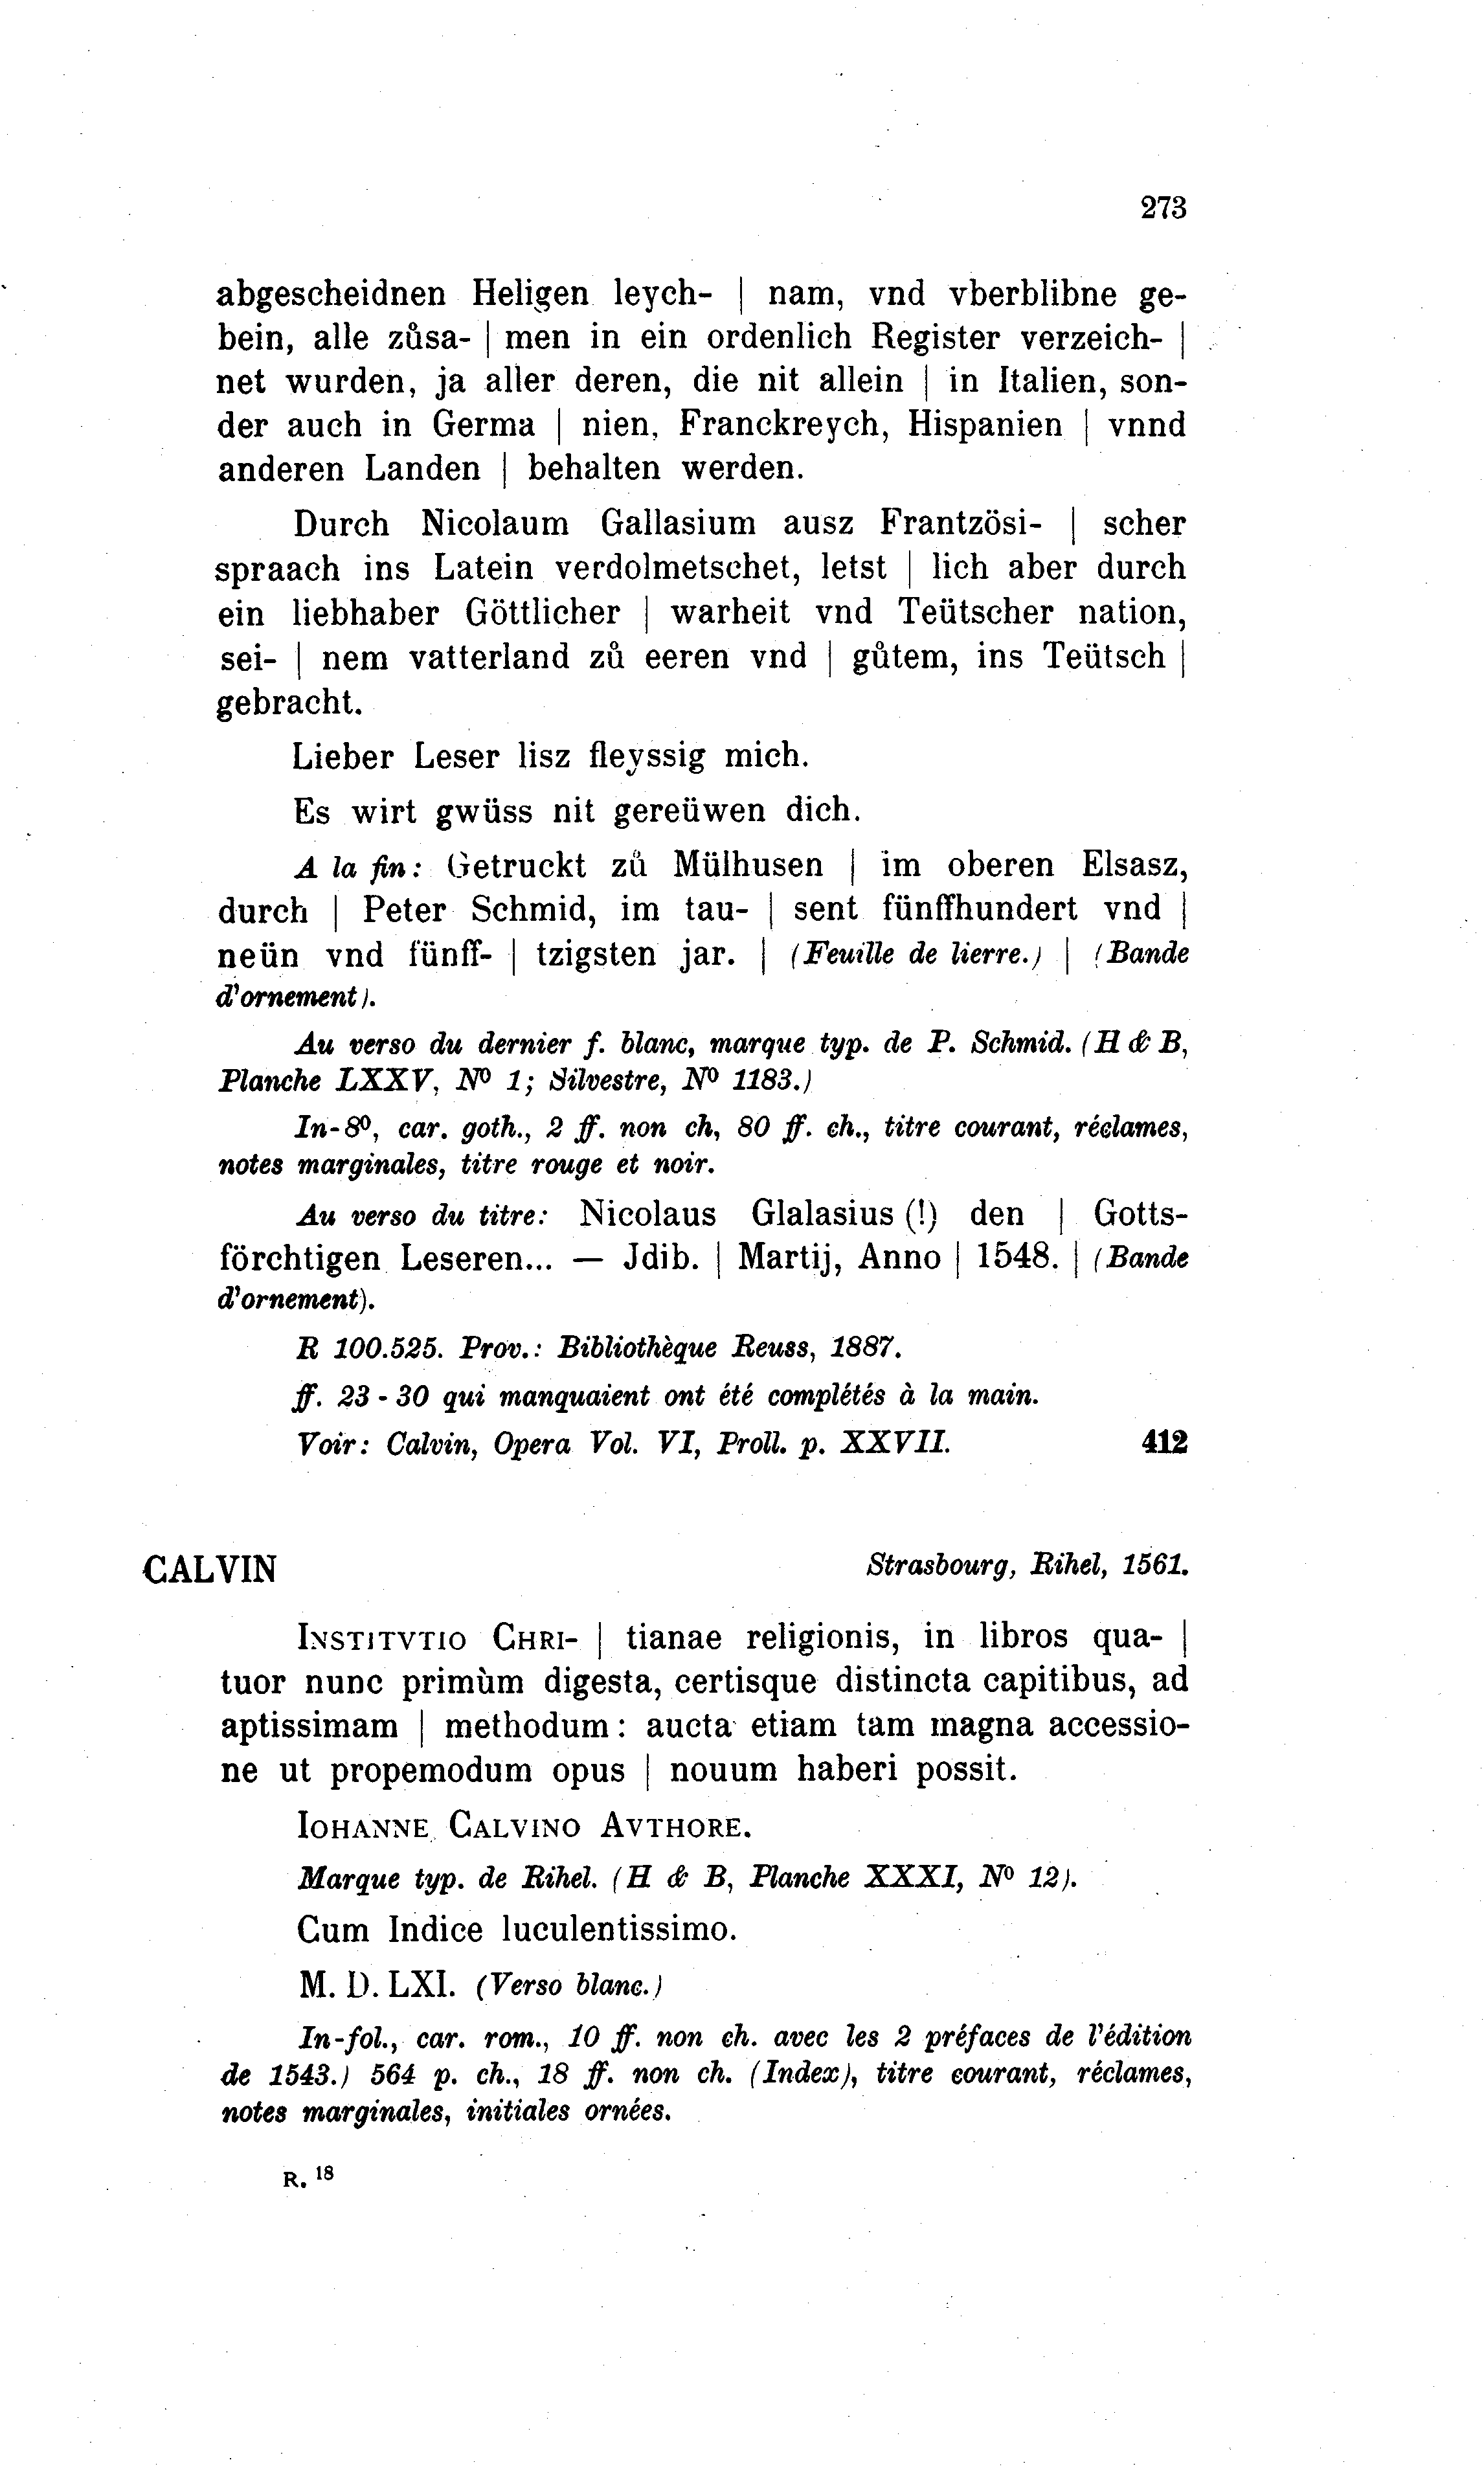 273
abgescheidnen Heligen leych- | nam, vnd vberblibne ge-
bein, alle zůsa- | men in ein ordenlich Register verzeich- |
net wurden, ja aller deren, die nit allein | in Italien, son-
der auch in Germa | nien, Franckreych, Hispanien | vnnd
anderen Landen | behalten werden.
Durch Nicolaum Gallasium ausz Frantzösi- | scher
spraach ins Latein verdolmetschet, letst | lich aber durch
ein liebhaber Göttlicher | warheit vnd Teütscher nation,
sei- | nem vatterland zů eeren vnd | gůtem, ins Teütsch |
gebracht.
Lieber Leser lisz fleyssig mich.
Es wirt gwüss nit gereüwen dich.
A la fin: Getruckt zů Mülhusen | im oberen Elsasz,
durch | Peter Schmid, im tau- | sent fünffhundert vnd |
neün vnd fünff- | tzigsten jar. | (Feuille de lierre.) | (Bande
d'ornement).
Au verso du dernier f. blanc, marque typ. de P. Schmid. (H & B,
Planche LXXV, Nº 1; Silvestre, Nº 1183.)
In-8º, car. goth., 2 ff. non ch, 80 ff. ch., titre courant, réclames,
notes marginales, titre rouge et noir.
Au verso du titre: Nicolaus Glalasius (!) den | Gotts-
förchtigen Leseren... — Jdib. | Martij, Anno | 1548. | (Bande
d'ornement).
R 100.525. Prov.: Bibliothèque Reuss, 1887.
ff. 23 - 30 qui manquaient ont été complétés à la main.
Voir: Calvin, Opera Vol. VI, Proll. p. XXVII. 412
CALVIN Strasbourg, Rihel, 1561.
INSTITVTIO CHRI- | tianae religionis, in libros qua- |
tuor nunc primùm digesta, certisque distincta capitibus, ad
aptissimam | methodum: aucta etiam tam magna accessio-
ne ut propemodum opus | nouum haberi possit.
IOHANNE CALVINO AVTHORE.
Marque typ. de Rihel. (H & B, Planche XXXI, Nº 12).
Cum Indice luculentissimo.
M. D. LXI. (Verso blanc.)
In-fol., car. rom., 10 ff. non ch. avec les 2 préfaces de l'édition
de 1543.) 564 p. ch., 18 ff. non ch. (Index), titre courant, réclames,
notes marginales, initiales ornées.
R. 18